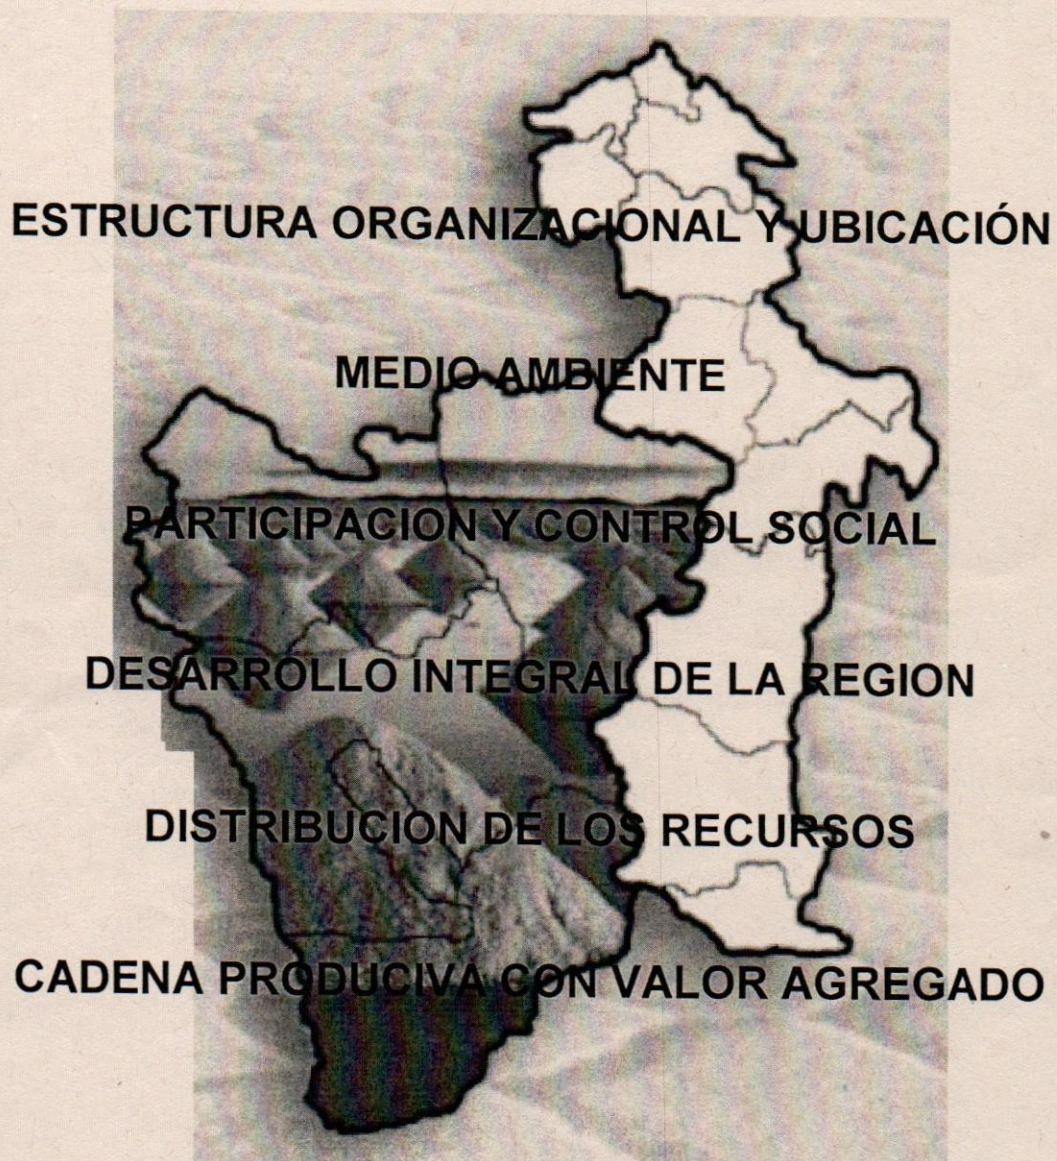 ESTRUCTURA ORGANIZACIONAL Y UBICACIÓN
MEDIO AMBIENTE
PARTICIPACION Y CONTROL SOCIAL
DESARROLLO INTEGRAL DE LA REGION
DISTRIBUCION DE LOS RECURSOS
CADENA PRODUCIVA CON VALOR AGREGADO